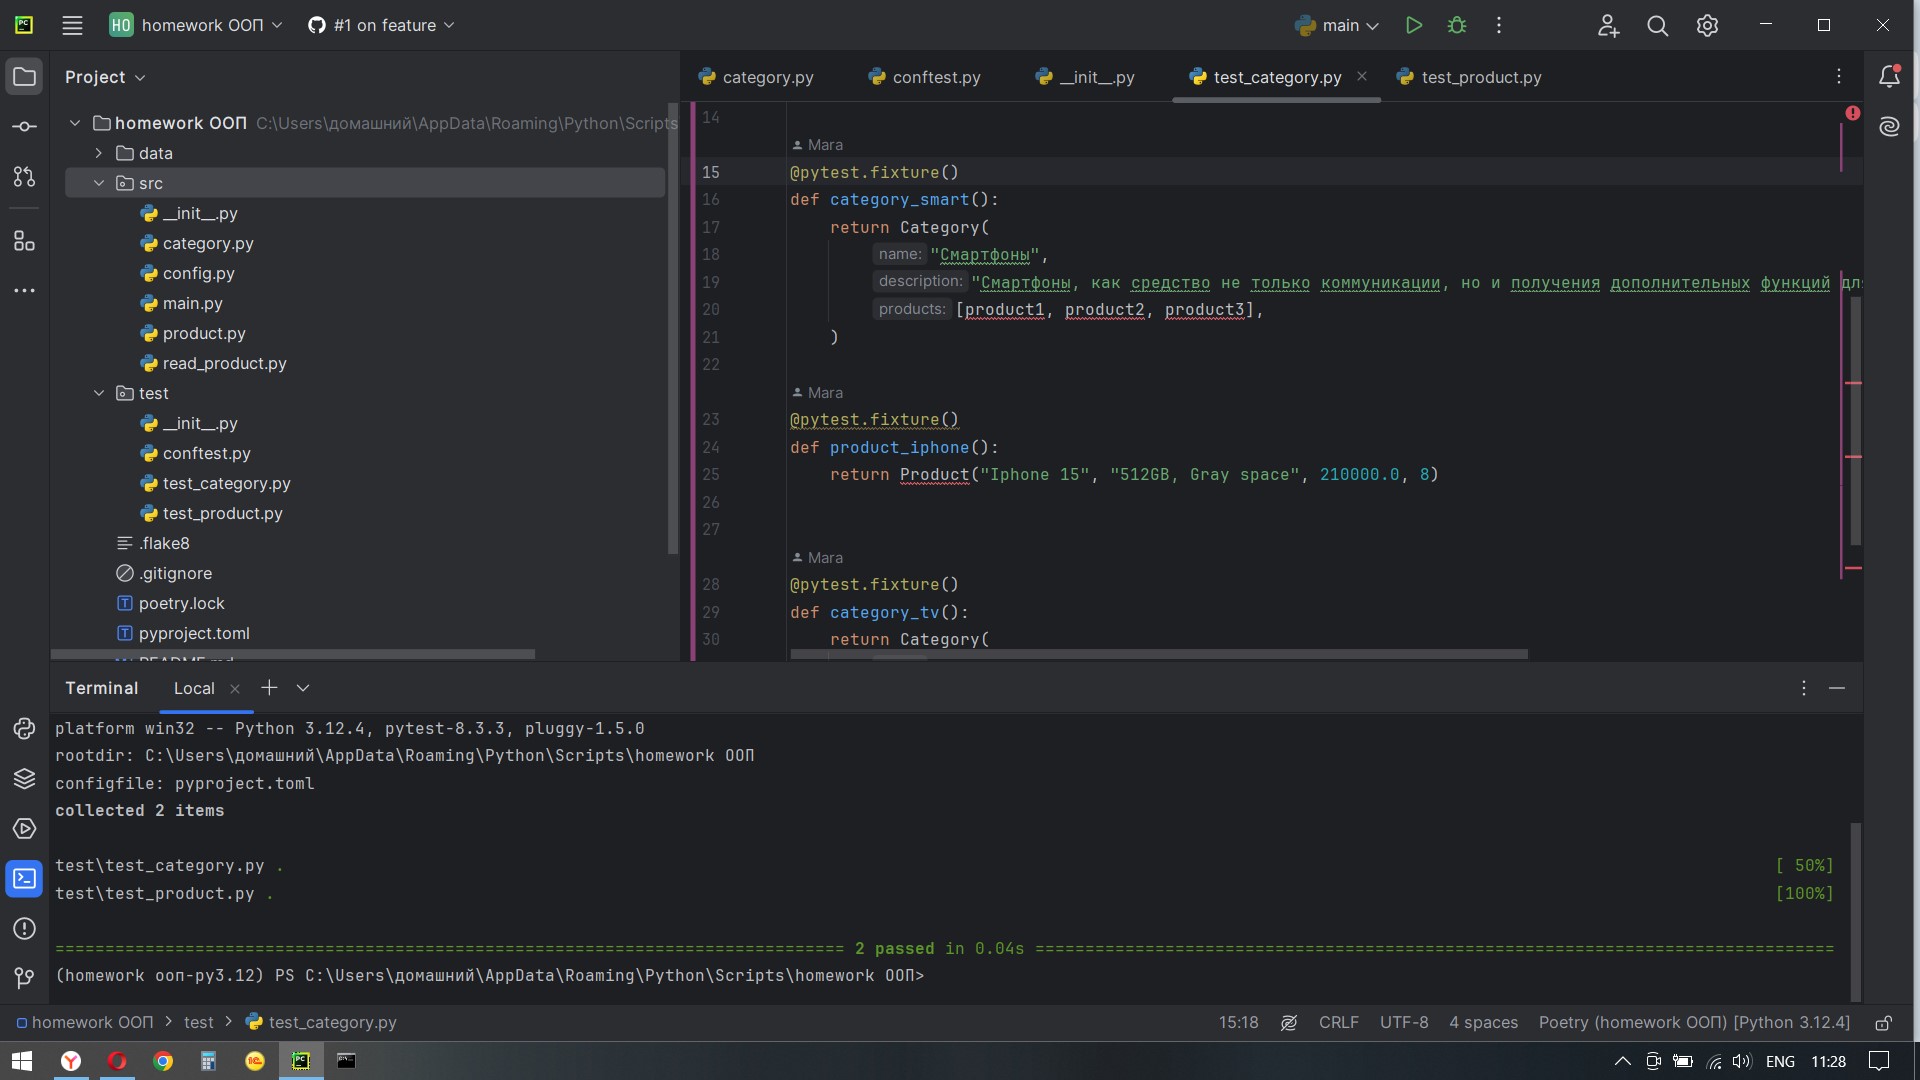 HO homework ООП #1 on feature main
Project
category.py conftest.py __init__.py test_category.py test_product.py
homework ООП C:\Users\домашний\AppData\Roaming\Python\Scripts
data
src
__init__.py
category.py
config.py
main.py
product.py
read_product.py
test
__init__.py
conftest.py
test_category.py
test_product.py
.flake8
.gitignore
poetry.lock
pyproject.toml
README.md
14
Mara
15 @pytest.fixture()
16 def category_smart():
17 return Category(
18 name: "Смартфоны",
19 description: "Смартфоны, как средство не только коммуникации, но и получения дополнительных функций для
20 products: [product1, product2, product3],
21 )
22
Mara
23 @pytest.fixture()
24 def product_iphone():
25 return Product("Iphone 15", "512GB, Gray space", 210000.0, 8)
26
27
Mara
28 @pytest.fixture()
29 def category_tv():
30 return Category(
Terminal Local
platform win32 -- Python 3.12.4, pytest-8.3.3, pluggy-1.5.0
rootdir: C:\Users\домашний\AppData\Roaming\Python\Scripts\homework ООП
configfile: pyproject.toml
collected 2 items
test\test_category.py . [ 50%]
test\test_product.py . [100%]
=============================================================================== 2 passed in 0.04s ================================================================================
(homework ооп-py3.12) PS C:\Users\домашний\AppData\Roaming\Python\Scripts\homework ООП>
homework ООП > test > test_category.py 15:18 CRLF UTF-8 4 spaces Poetry (homework ООП) [Python 3.12.4]
ENG 11:28